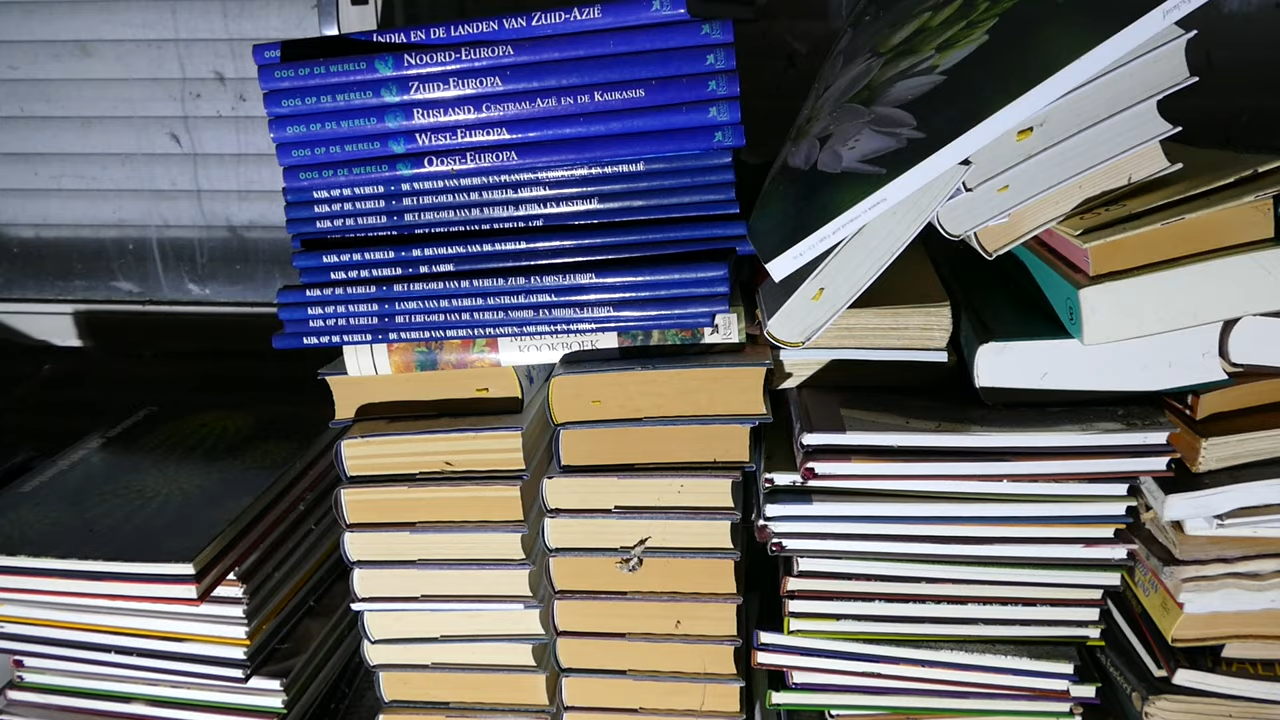 OOG INDIA EN DE LANDEN VAN ZUID-AZIË
OOG OP DE WERELD NOORD-EUROPA
OOG OP DE WERELD ZUID-EUROPA
OOG OP DE WERELD RUSLAND, CENTRAAL-AZIË EN DE KAUKASUS
OOG OP DE WERELD WEST-EUROPA
OOG OP DE WERELD OOST-EUROPA
KIJK OP DE WERELD • DE WERELD VAN DIEREN EN PLANTEN, EUROPA, AZIË EN AUSTRALIË
KIJK OP DE WERELD • HET ERFGOED VAN DE WERELD; AMERIKA
KIJK OP DE WERELD • HET ERFGOED VAN DE WERELD; AFRIKA EN AUSTRALIË
KIJK OP DE WERELD • HET ERFGOED VAN DE WERELD; AZIË
KIJK OP DE WERELD • DE BEVOLKING VAN DE WERELD
KIJK OP DE WERELD • DE AARDE
KIJK OP DE WERELD • HET ERFGOED VAN DE WERELD; ZUID- EN OOST-EUROPA
KIJK OP DE WERELD • LANDEN VAN DE WERELD; AUSTRALIË/AFRIKA
KIJK OP DE WERELD • HET ERFGOED VAN DE WERELD; NOORD- EN MIDDEN-EUROPA
KIJK OP DE WERELD • DE WERELD VAN DIEREN EN PLANTEN; AMERIKA EN AFRIKA
MAGNETRON
KOOKBOEK